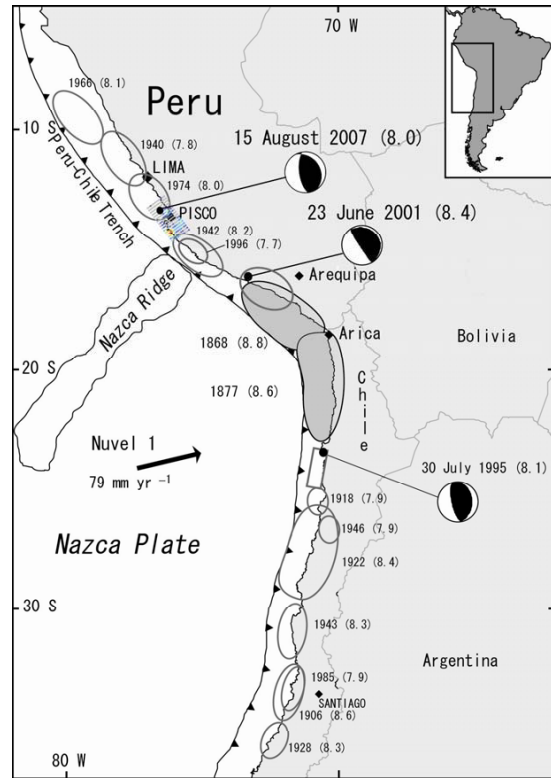 70 W
1966 (8.1)
Peru
10 S
15 August 2007 (8.0)
1940 (7.8)
LIMA
1974 (8.0)
Peru-Chile Trench
PISCO
23 June 2001 (8.4)
1942 (8.2)
1996 (7.7)
Arequipa
Nazca Ridge
Arica
Bolivia
1868 (8.8)
20 S
Chile
1877 (8.6)
Nuvel 1
79 mm yr −1
30 July 1995 (8.1)
1918 (7.9)
1946 (7.9)
Nazca Plate
1922 (8.4)
30 S
1943 (8.3)
Argentina
1985 (7.9)
SANTIAGO
1906 (8.6)
1928 (8.3)
80 W